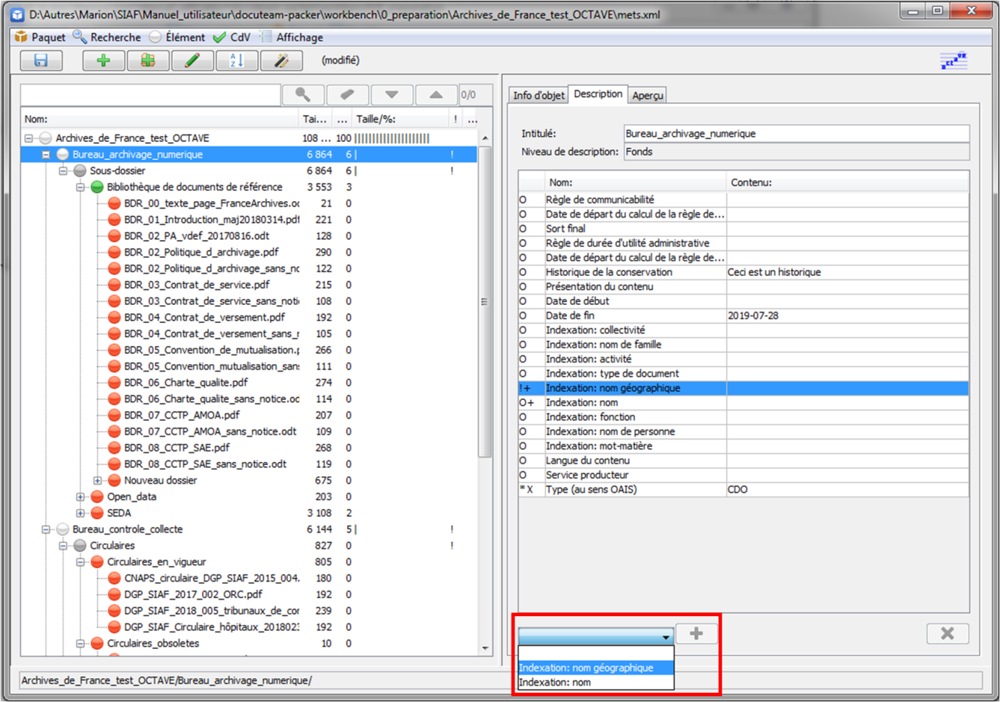 D:\Autres\Marion\SIAF\Manuel_utilisateur\docuteam-packer\workbench\0_preparation\Archives_de_France_test_OCTAVE\mets.xml
Paquet Recherche Élément CdV Affichage
(modifié)
0/0
Nom: Tai... ... Taille/%: ! ...
Archives_de_France_test_OCTAVE 108 ... 100
Bureau_archivage_numerique 6 864 6 !
Sous-dossier 6 864 6 !
Bibliothèque de documents de référence 3 553 3
BDR_00_texte_page_FranceArchives.oc 21 0
BDR_01_Introduction_maj20180314.pdf 221 0
BDR_02_PA_vdef_20170816.odt 128 0
BDR_02_Politique_d_archivage.pdf 290 0
BDR_02_Politique_d_archivage_sans_nc 122 0
BDR_03_Contrat_de_service.pdf 215 0
BDR_03_Contrat_de_service_sans_noti 108 0
BDR_04_Contrat_de_versement.pdf 192 0
BDR_04_Contrat_de_versement_sans_r 105 0
BDR_05_Convention_de_mutualisation.p 266 0
BDR_05_Convention_mutualisation_san 111 0
BDR_06_Charte_qualite.pdf 274 0
BDR_06_Charte_qualite_sans_notice.od 114 0
BDR_07_CCTP_AMOA.pdf 207 0
BDR_07_CCTP_AMOA_sans_notice.odt 109 0
BDR_08_CCTP_SAE.pdf 268 0
BDR_08_CCTP_SAE_sans_notice.odt 119 0
Nouveau dossier 675 0
Open_data 203 0
SEDA 3 108 2
Bureau_controle_collecte 6 144 5 !
Circulaires 827 0 !
Circulaires_en_vigueur 805 0
CNAPS_circulaire_DGP_SIAF_2015_004. 180 0
DGP_SIAF_2017_002_ORC.pdf 192 0
DGP_SIAF_2018_005_tribunaux_de_cor 239 0
DGP_SIAF_Circulaire_hôpitaux_2018023 192 0
Circulaires_obsoletes 10 0
Info d'objet Description Aperçu
Intitulé: Bureau_archivage_numerique
Niveau de description: Fonds
Nom: Contenu:
O Règle de communicabilité
O Date de départ du calcul de la règle de...
O Sort final
O Règle de durée d'utilité administrative
O Date de départ du calcul de la règle de...
O Historique de la conservation Ceci est un historique
O Présentation du contenu
O Date de début
O Date de fin 2019-07-28
O Indexation: collectivité
O Indexation: nom de famille
O Indexation: activité
O Indexation: type de document
!+ Indexation: nom géographique
O+ Indexation: nom
O Indexation: fonction
O Indexation: nom de personne
O Indexation: mot-matière
O Langue du contenu
O Service producteur
*X Type (au sens OAIS) CDO
Indexation: nom géographique
Indexation: nom
Archives_de_France_test_OCTAVE/Bureau_archivage_numerique/